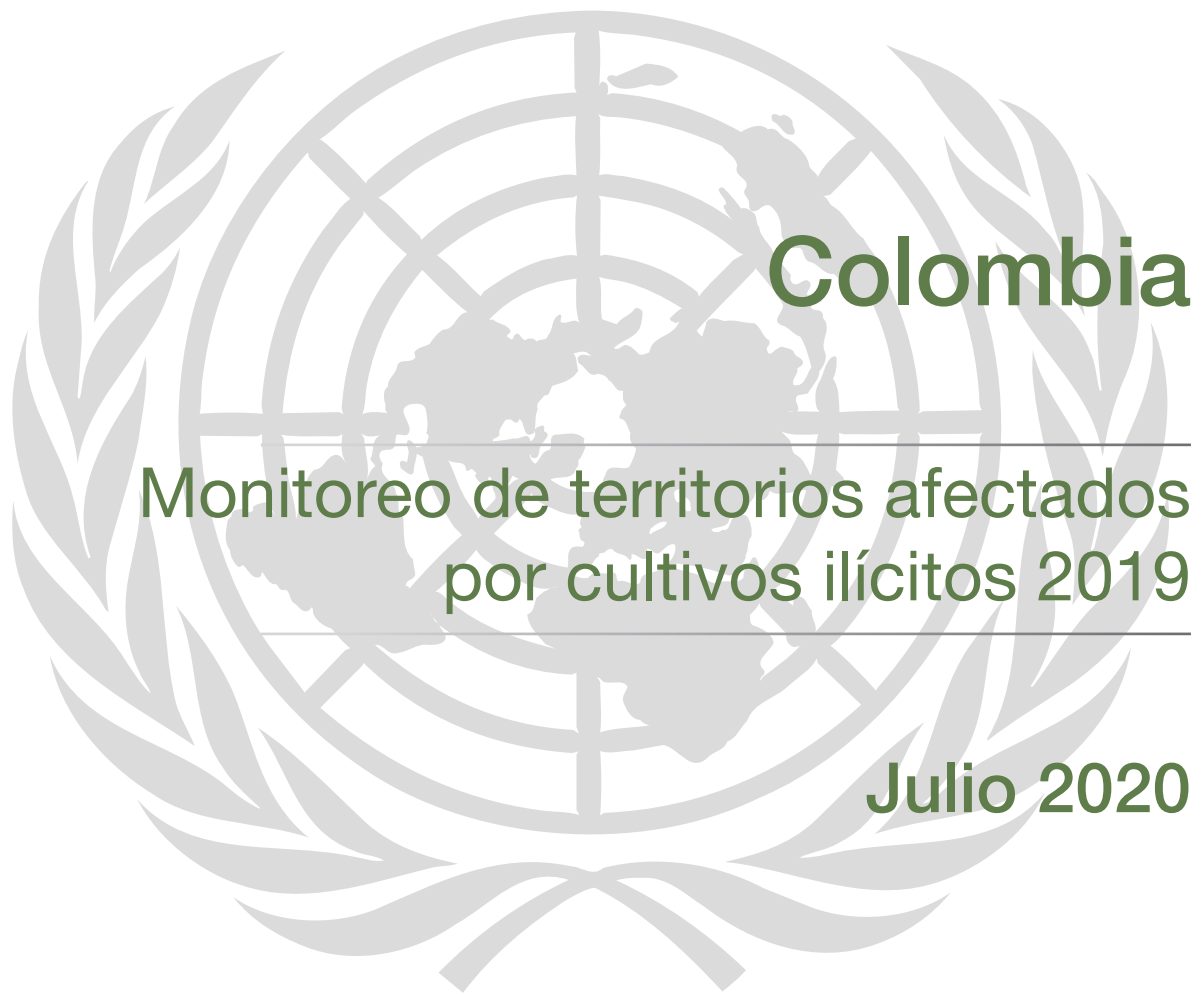 Colombia
Monitoreo de territorios afectados
por cultivos ilícitos 2019
Julio 2020